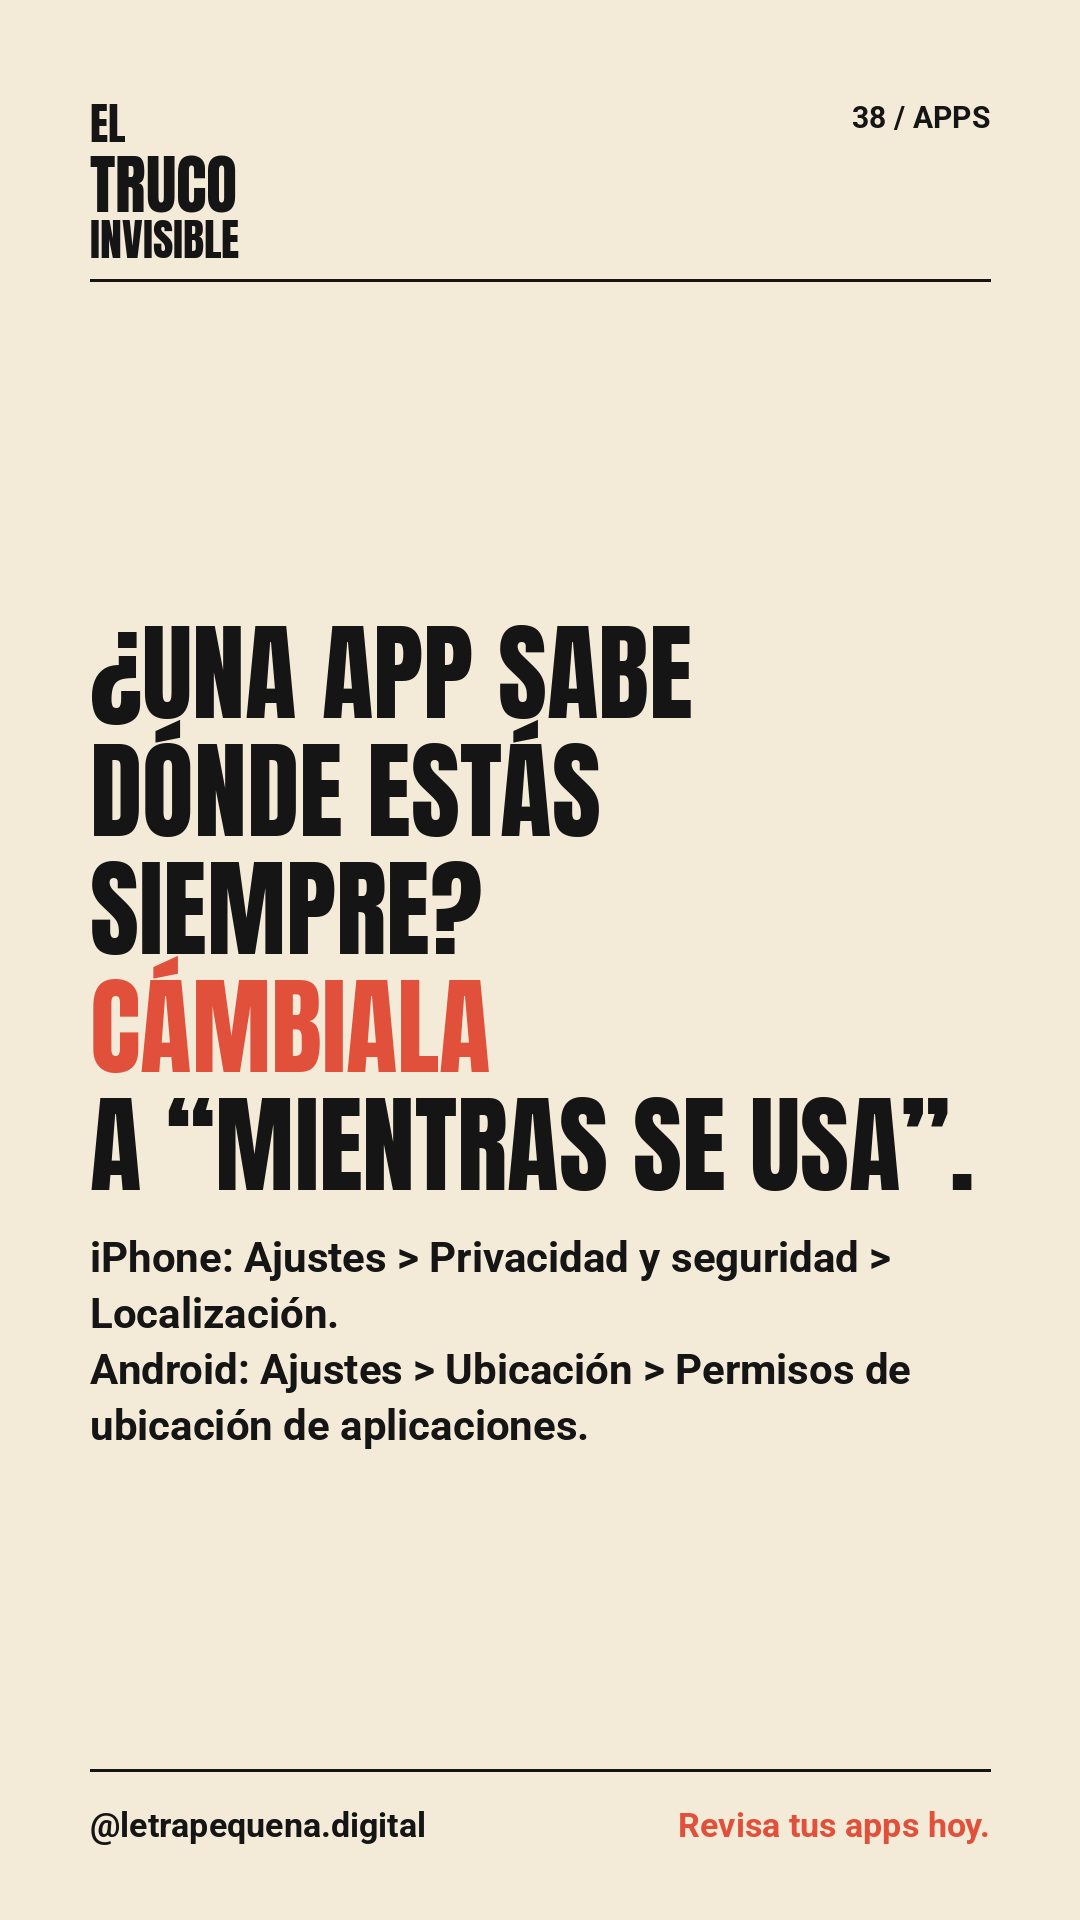 EL
TRUCO
INVISIBLE
38 / APPS
¿UNA APP SABE
DÓNDE ESTÁS
SIEMPRE?
CÁMBIALA
A “MIENTRAS SE USA”.
iPhone: Ajustes > Privacidad y seguridad >
Localización.
Android: Ajustes > Ubicación > Permisos de
ubicación de aplicaciones.
@letrapequena.digital
Revisa tus apps hoy.